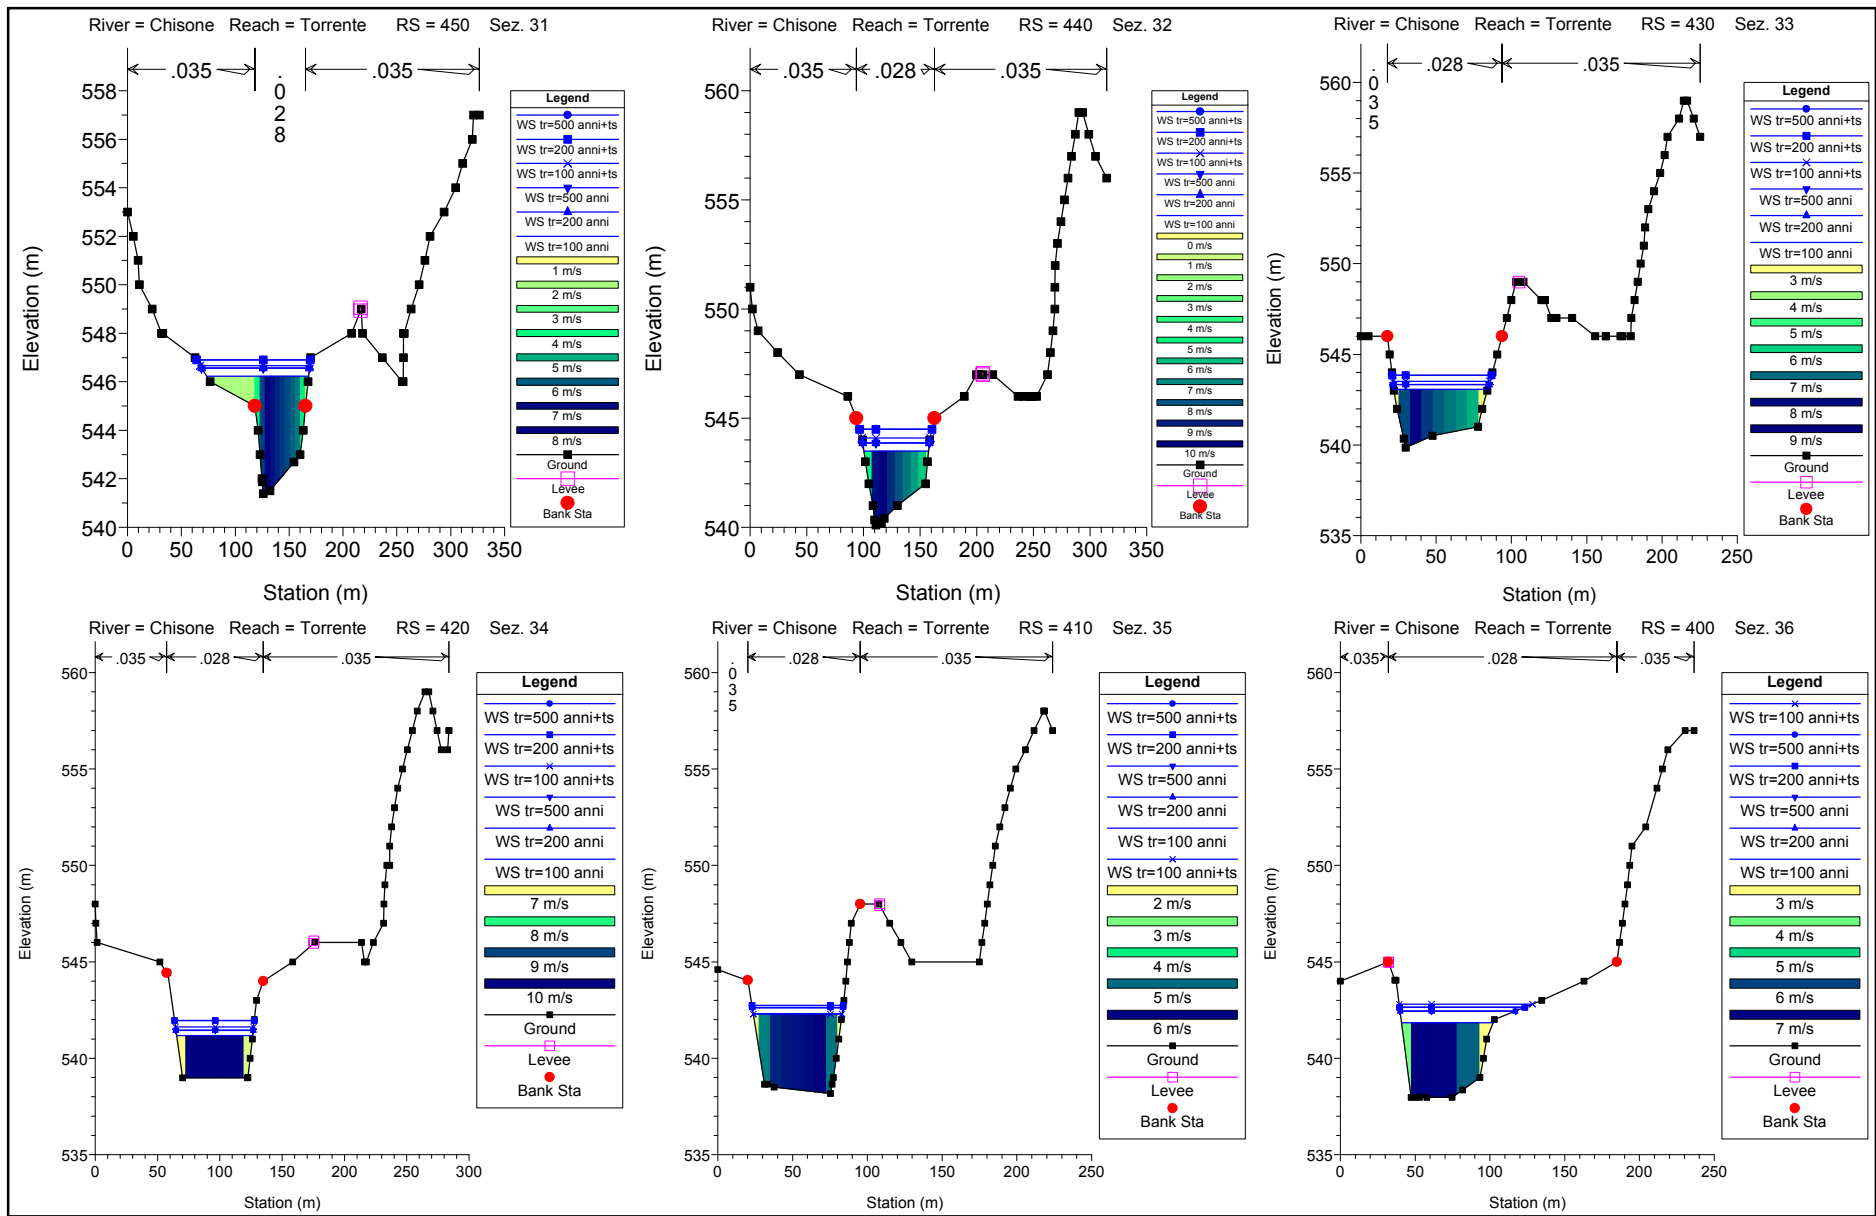 River = Chisone Reach = Torrente RS = 450 Sez. 31
.035 .028 .035
558
556
554
552
550
548
546
544
542
540
0 50 100 150 200 250 300 350
Station (m)
Elevation (m)
Legend
WS tr=500 anni+ts
WS tr=200 anni+ts
WS tr=100 anni+ts
WS tr=500 anni
WS tr=200 anni
WS tr=100 anni
1 m/s
2 m/s
3 m/s
4 m/s
5 m/s
6 m/s
7 m/s
8 m/s
Ground
Levee
Bank Sta
River = Chisone Reach = Torrente RS = 440 Sez. 32
.035 .028 .035
560
555
550
545
540
0 50 100 150 200 250 300 350
Station (m)
Elevation (m)
Legend
WS tr=500 anni+ts
WS tr=200 anni+ts
WS tr=100 anni+ts
WS tr=500 anni
WS tr=200 anni
WS tr=100 anni
0 m/s
1 m/s
2 m/s
3 m/s
4 m/s
5 m/s
6 m/s
7 m/s
8 m/s
9 m/s
10 m/s
Ground
Levee
Bank Sta
River = Chisone Reach = Torrente RS = 430 Sez. 33
.035 .028 .035
560
555
550
545
540
535
0 50 100 150 200 250
Station (m)
Elevation (m)
Legend
WS tr=500 anni+ts
WS tr=200 anni+ts
WS tr=100 anni+ts
WS tr=500 anni
WS tr=200 anni
WS tr=100 anni
3 m/s
4 m/s
5 m/s
6 m/s
7 m/s
8 m/s
9 m/s
Ground
Levee
Bank Sta
River = Chisone Reach = Torrente RS = 420 Sez. 34
.035 .028 .035
560
555
550
545
540
535
0 50 100 150 200 250 300
Station (m)
Elevation (m)
Legend
WS tr=500 anni+ts
WS tr=200 anni+ts
WS tr=100 anni+ts
WS tr=500 anni
WS tr=200 anni
WS tr=100 anni
7 m/s
8 m/s
9 m/s
10 m/s
Ground
Levee
Bank Sta
River = Chisone Reach = Torrente RS = 410 Sez. 35
.035 .028 .035
560
555
550
545
540
535
0 50 100 150 200 250
Station (m)
Elevation (m)
Legend
WS tr=500 anni+ts
WS tr=200 anni+ts
WS tr=500 anni
WS tr=200 anni
WS tr=100 anni
WS tr=100 anni+ts
2 m/s
3 m/s
4 m/s
5 m/s
6 m/s
Ground
Levee
Bank Sta
River = Chisone Reach = Torrente RS = 400 Sez. 36
.035 .028 .035
560
555
550
545
540
535
0 50 100 150 200 250
Station (m)
Elevation (m)
Legend
WS tr=100 anni+ts
WS tr=500 anni+ts
WS tr=200 anni+ts
WS tr=500 anni
WS tr=200 anni
WS tr=100 anni
3 m/s
4 m/s
5 m/s
6 m/s
7 m/s
Ground
Levee
Bank Sta